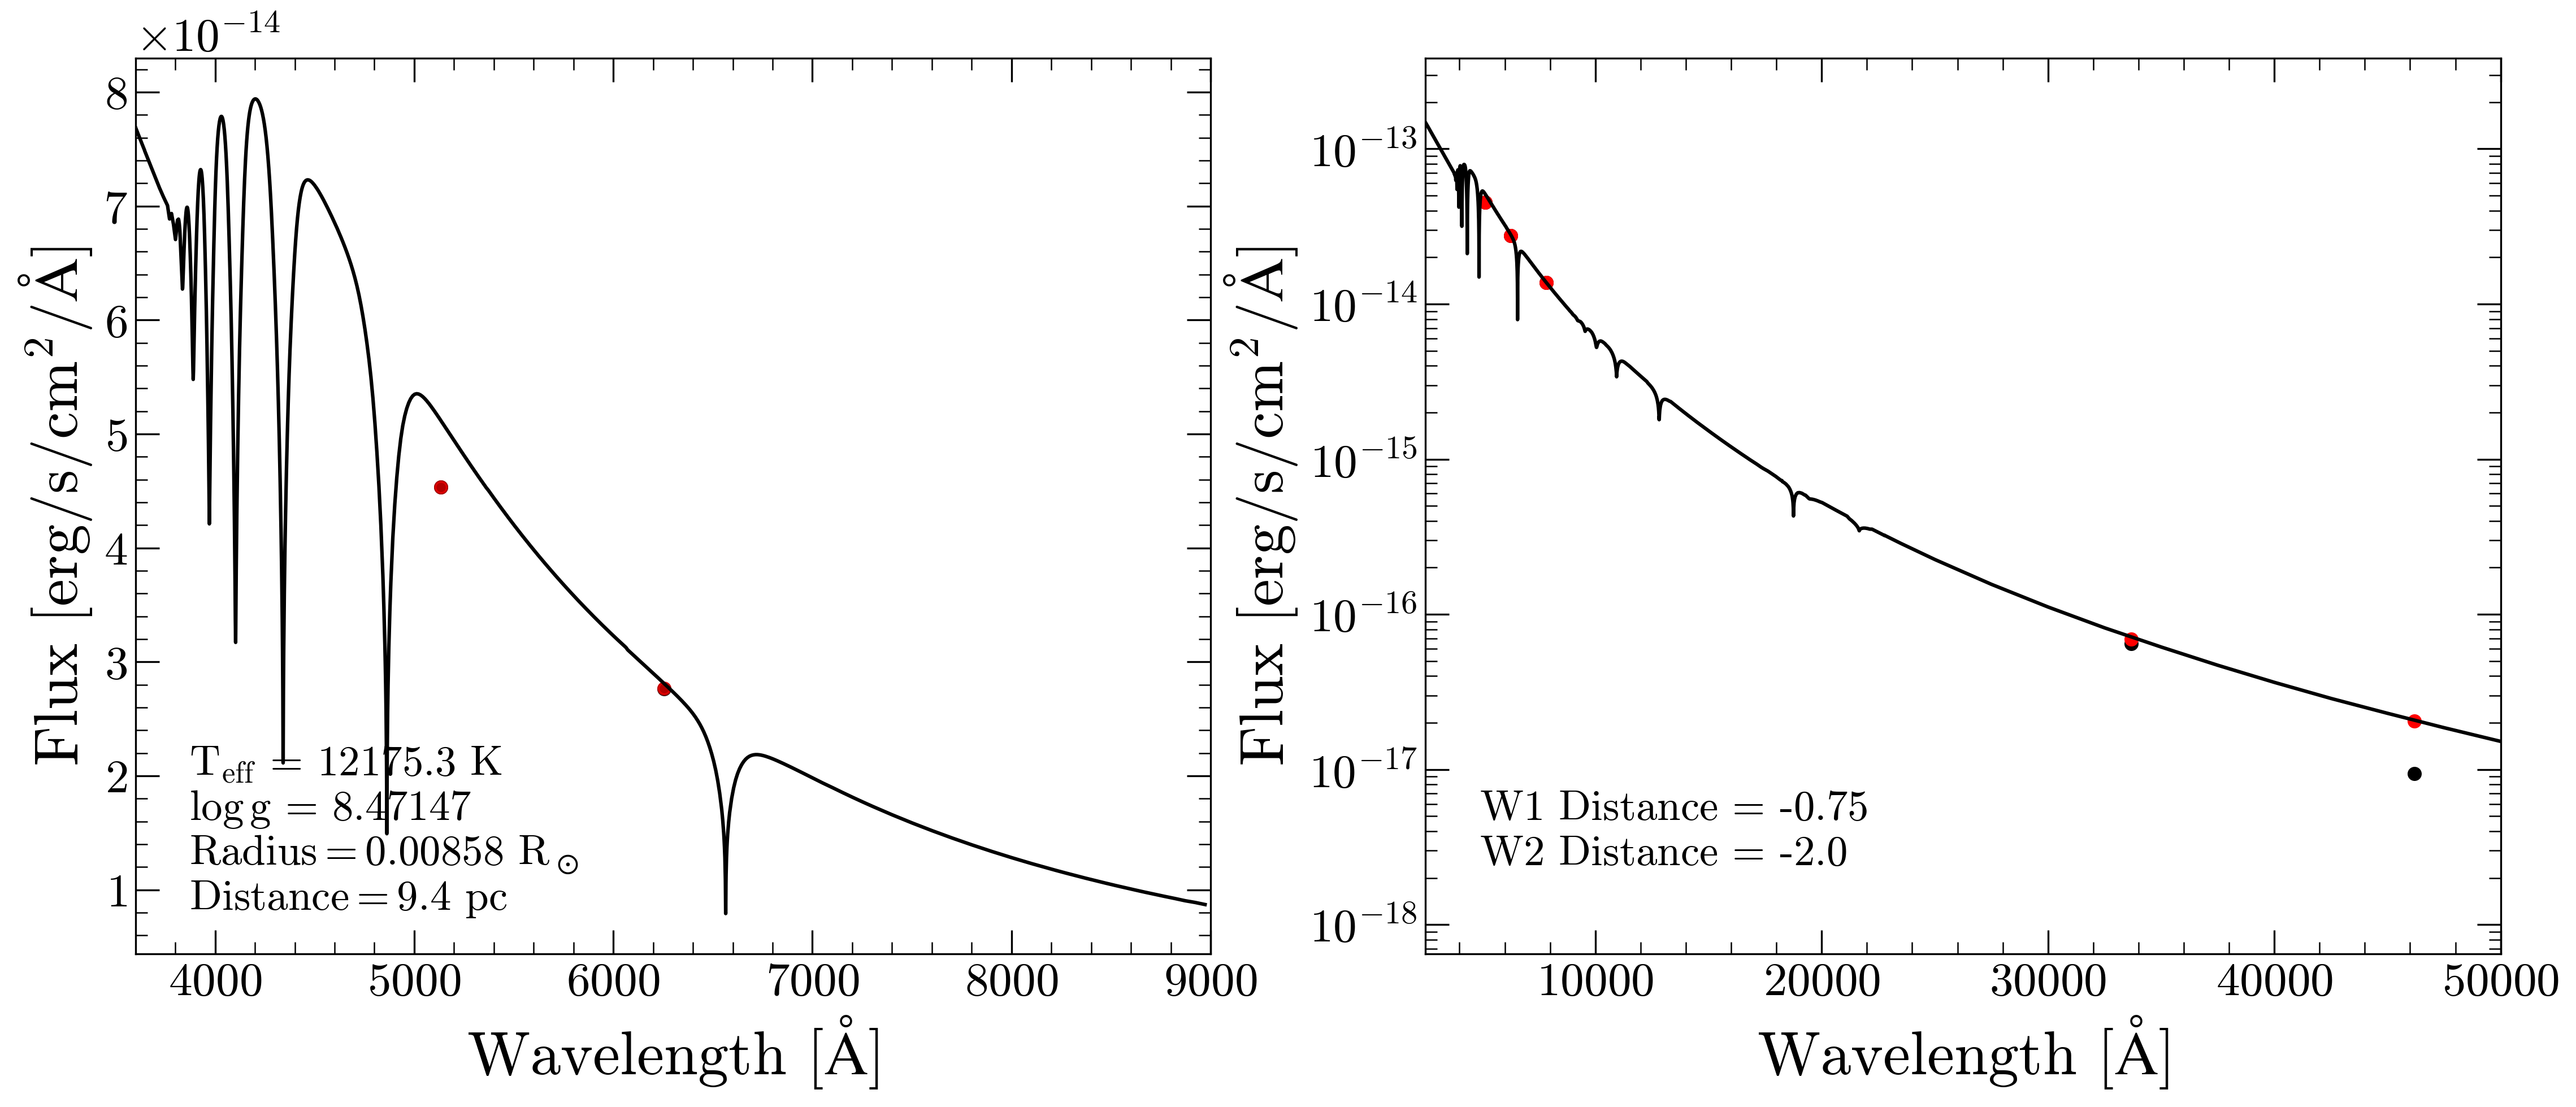 ×10⁻¹⁴
8
7
6
5
4
3
2
1
Flux [erg/s/cm²/Å]
T_eff = 12175.3 K
log g = 8.47147
Radius = 0.00858 R_⊙
Distance = 9.4 pc
4000 5000 6000 7000 8000 9000
Wavelength [Å]
10⁻¹³
10⁻¹⁴
10⁻¹⁵
10⁻¹⁶
10⁻¹⁷
10⁻¹⁸
Flux [erg/s/cm²/Å]
W1 Distance = -0.75
W2 Distance = -2.0
10000 20000 30000 40000 50000
Wavelength [Å]